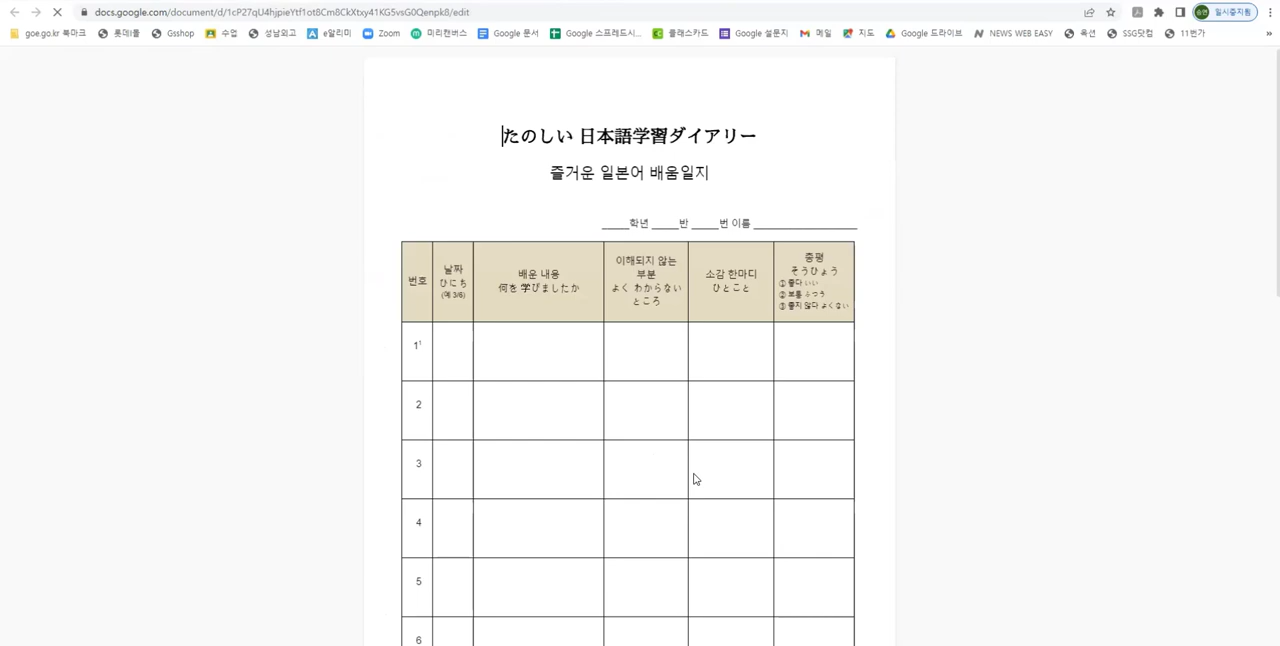 docs.google.com/document/d/1cP27qU4hjpieYtf1ot8Cm8CkXtxy41KG5vsG0Qenpk8/edit
승연 일시중지됨
goe.go.kr 북마크 롯데i몰 Gsshop 수업 성남외고 e알리미 Zoom 미리캔버스 Google 문서 Google 스프레드시... 클래스카드 Google 설문지 메일 지도 Google 드라이브 NEWS WEB EASY 옥션 SSG닷컴 11번가 »
たのしい 日本語学習ダイアリー
즐거운 일본어 배움일지
_____학년 _____반 _____번 이름 ___________________
번호
날짜
ひにち
(예 3/6)
배운 내용
何を 学びましたか
이해되지 않는
부분
よく わからない
ところ
소감 한마디
ひとこと
총평
そうひょう
① 좋다 いい
② 보통 ふつう
③ 좋지 않다 よくない
1¹
2
3
4
5
6